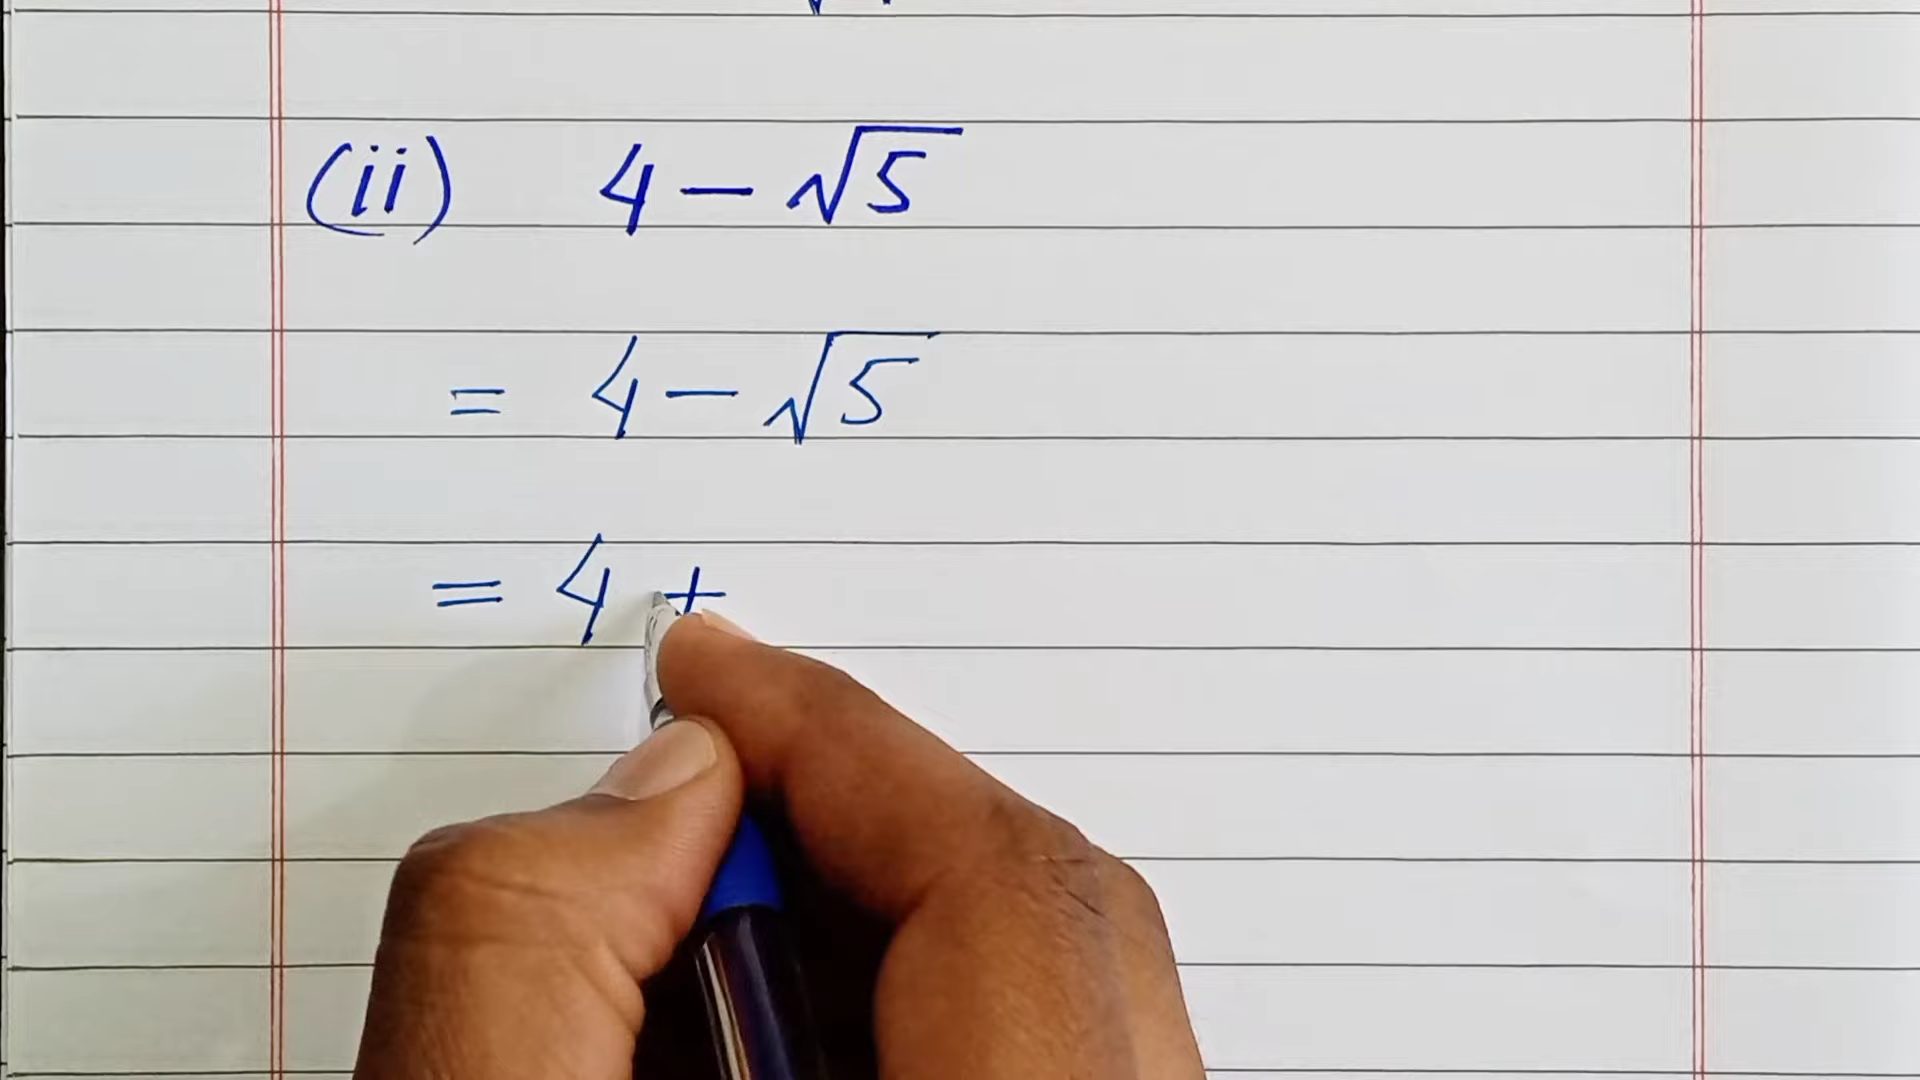 (ii) 4 - √5
= 4 - √5
= 4 +